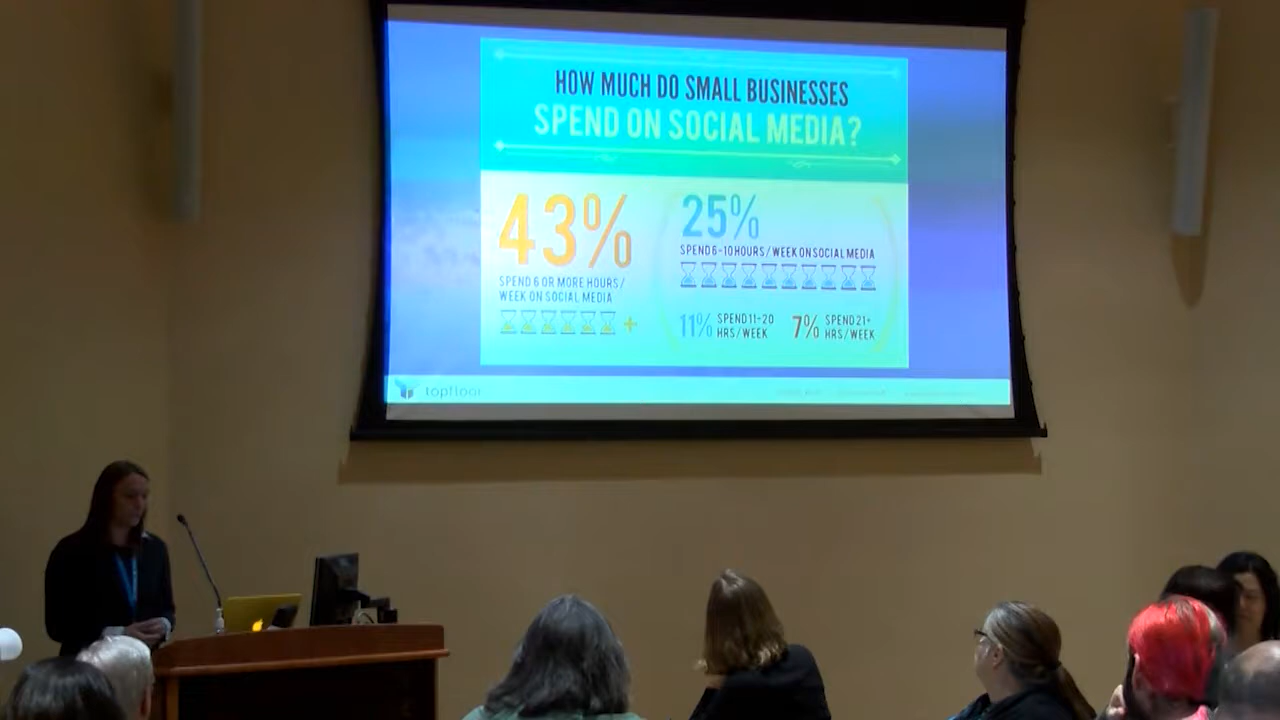 HOW MUCH DO SMALL BUSINESSES
SPEND ON SOCIAL MEDIA?
43%
SPEND 6 OR MORE HOURS/
WEEK ON SOCIAL MEDIA
+
25%
SPEND 6-10 HOURS/WEEK ON SOCIAL MEDIA
11% SPEND 11-20
HRS/WEEK
7% SPEND 21+
HRS/WEEK
topfloor